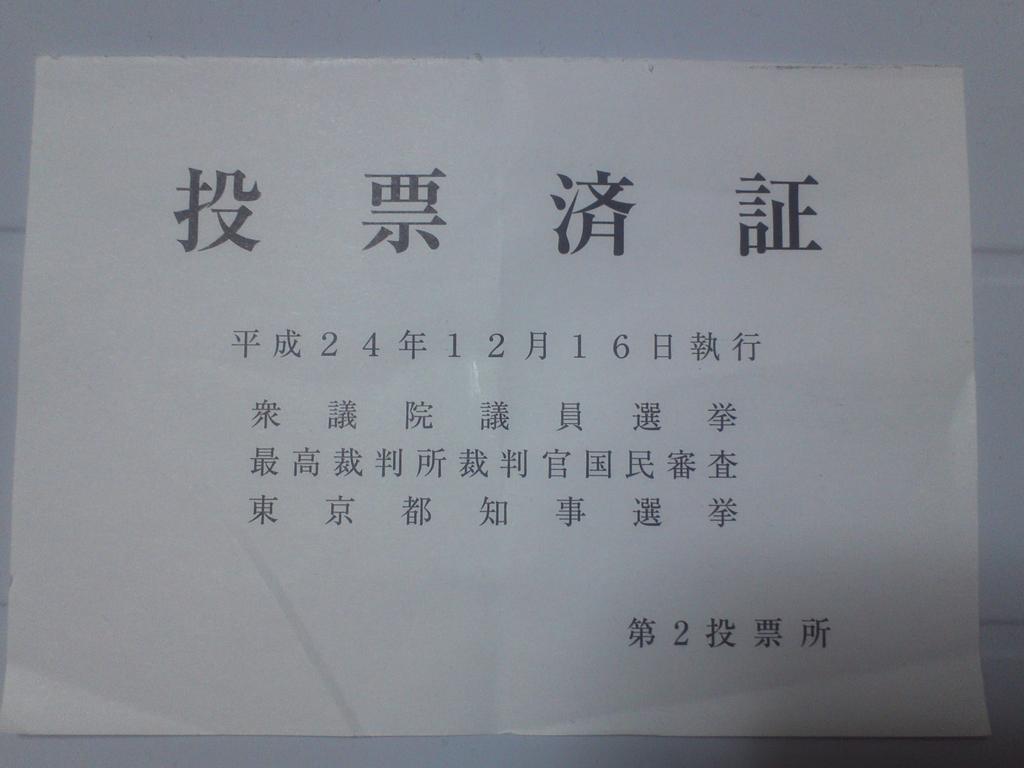 投票済証
平成２４年１２月１６日執行
衆議院議員選挙
最高裁判所裁判官国民審査
東京都知事選挙
第２投票所